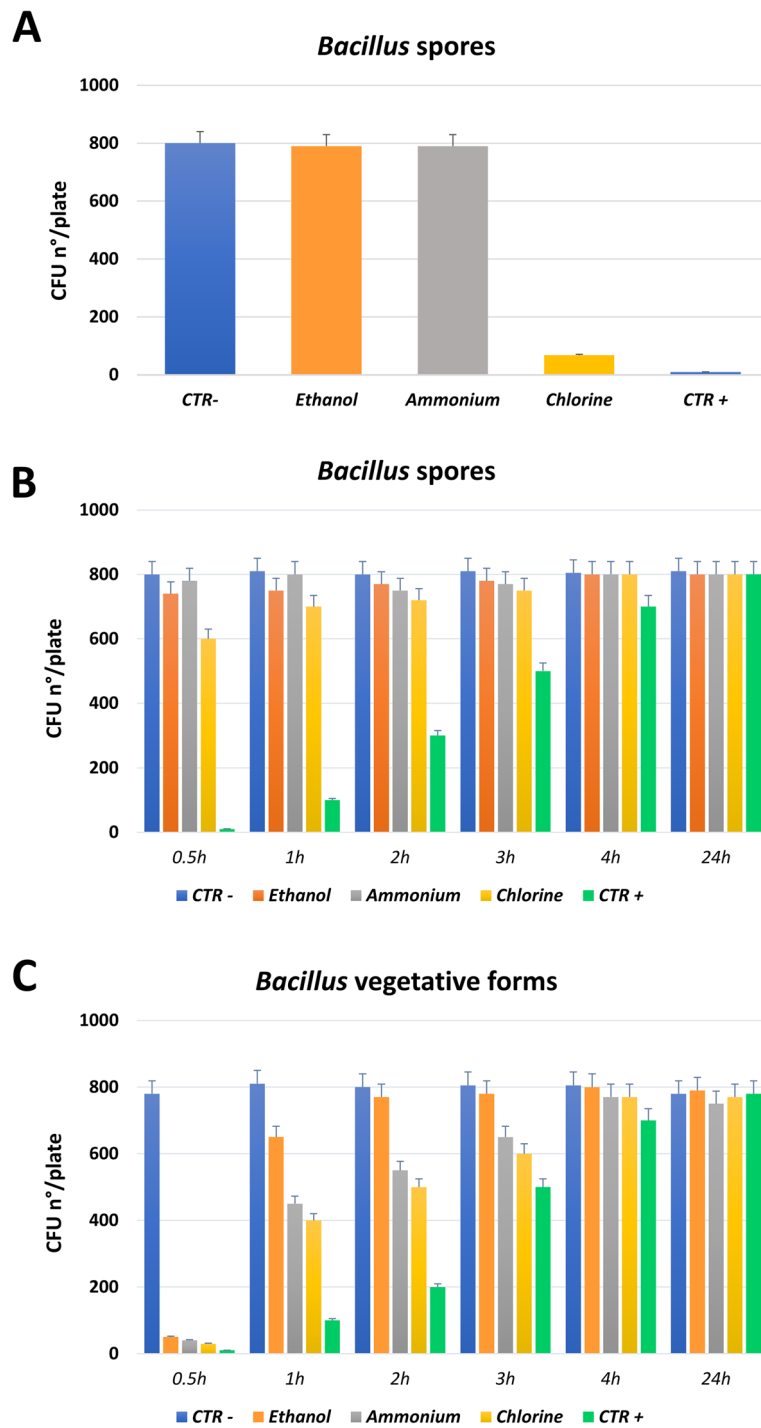 A
Bacillus spores
1000
800
600
400
200
0
CFU n°/plate
CTR- Ethanol Ammonium Chlorine CTR +
B
Bacillus spores
1000
800
600
400
200
0
CFU n°/plate
0.5h 1h 2h 3h 4h 24h
CTR - Ethanol Ammonium Chlorine CTR +
C
Bacillus vegetative forms
1000
800
600
400
200
0
CFU n°/plate
0.5h 1h 2h 3h 4h 24h
CTR - Ethanol Ammonium Chlorine CTR +